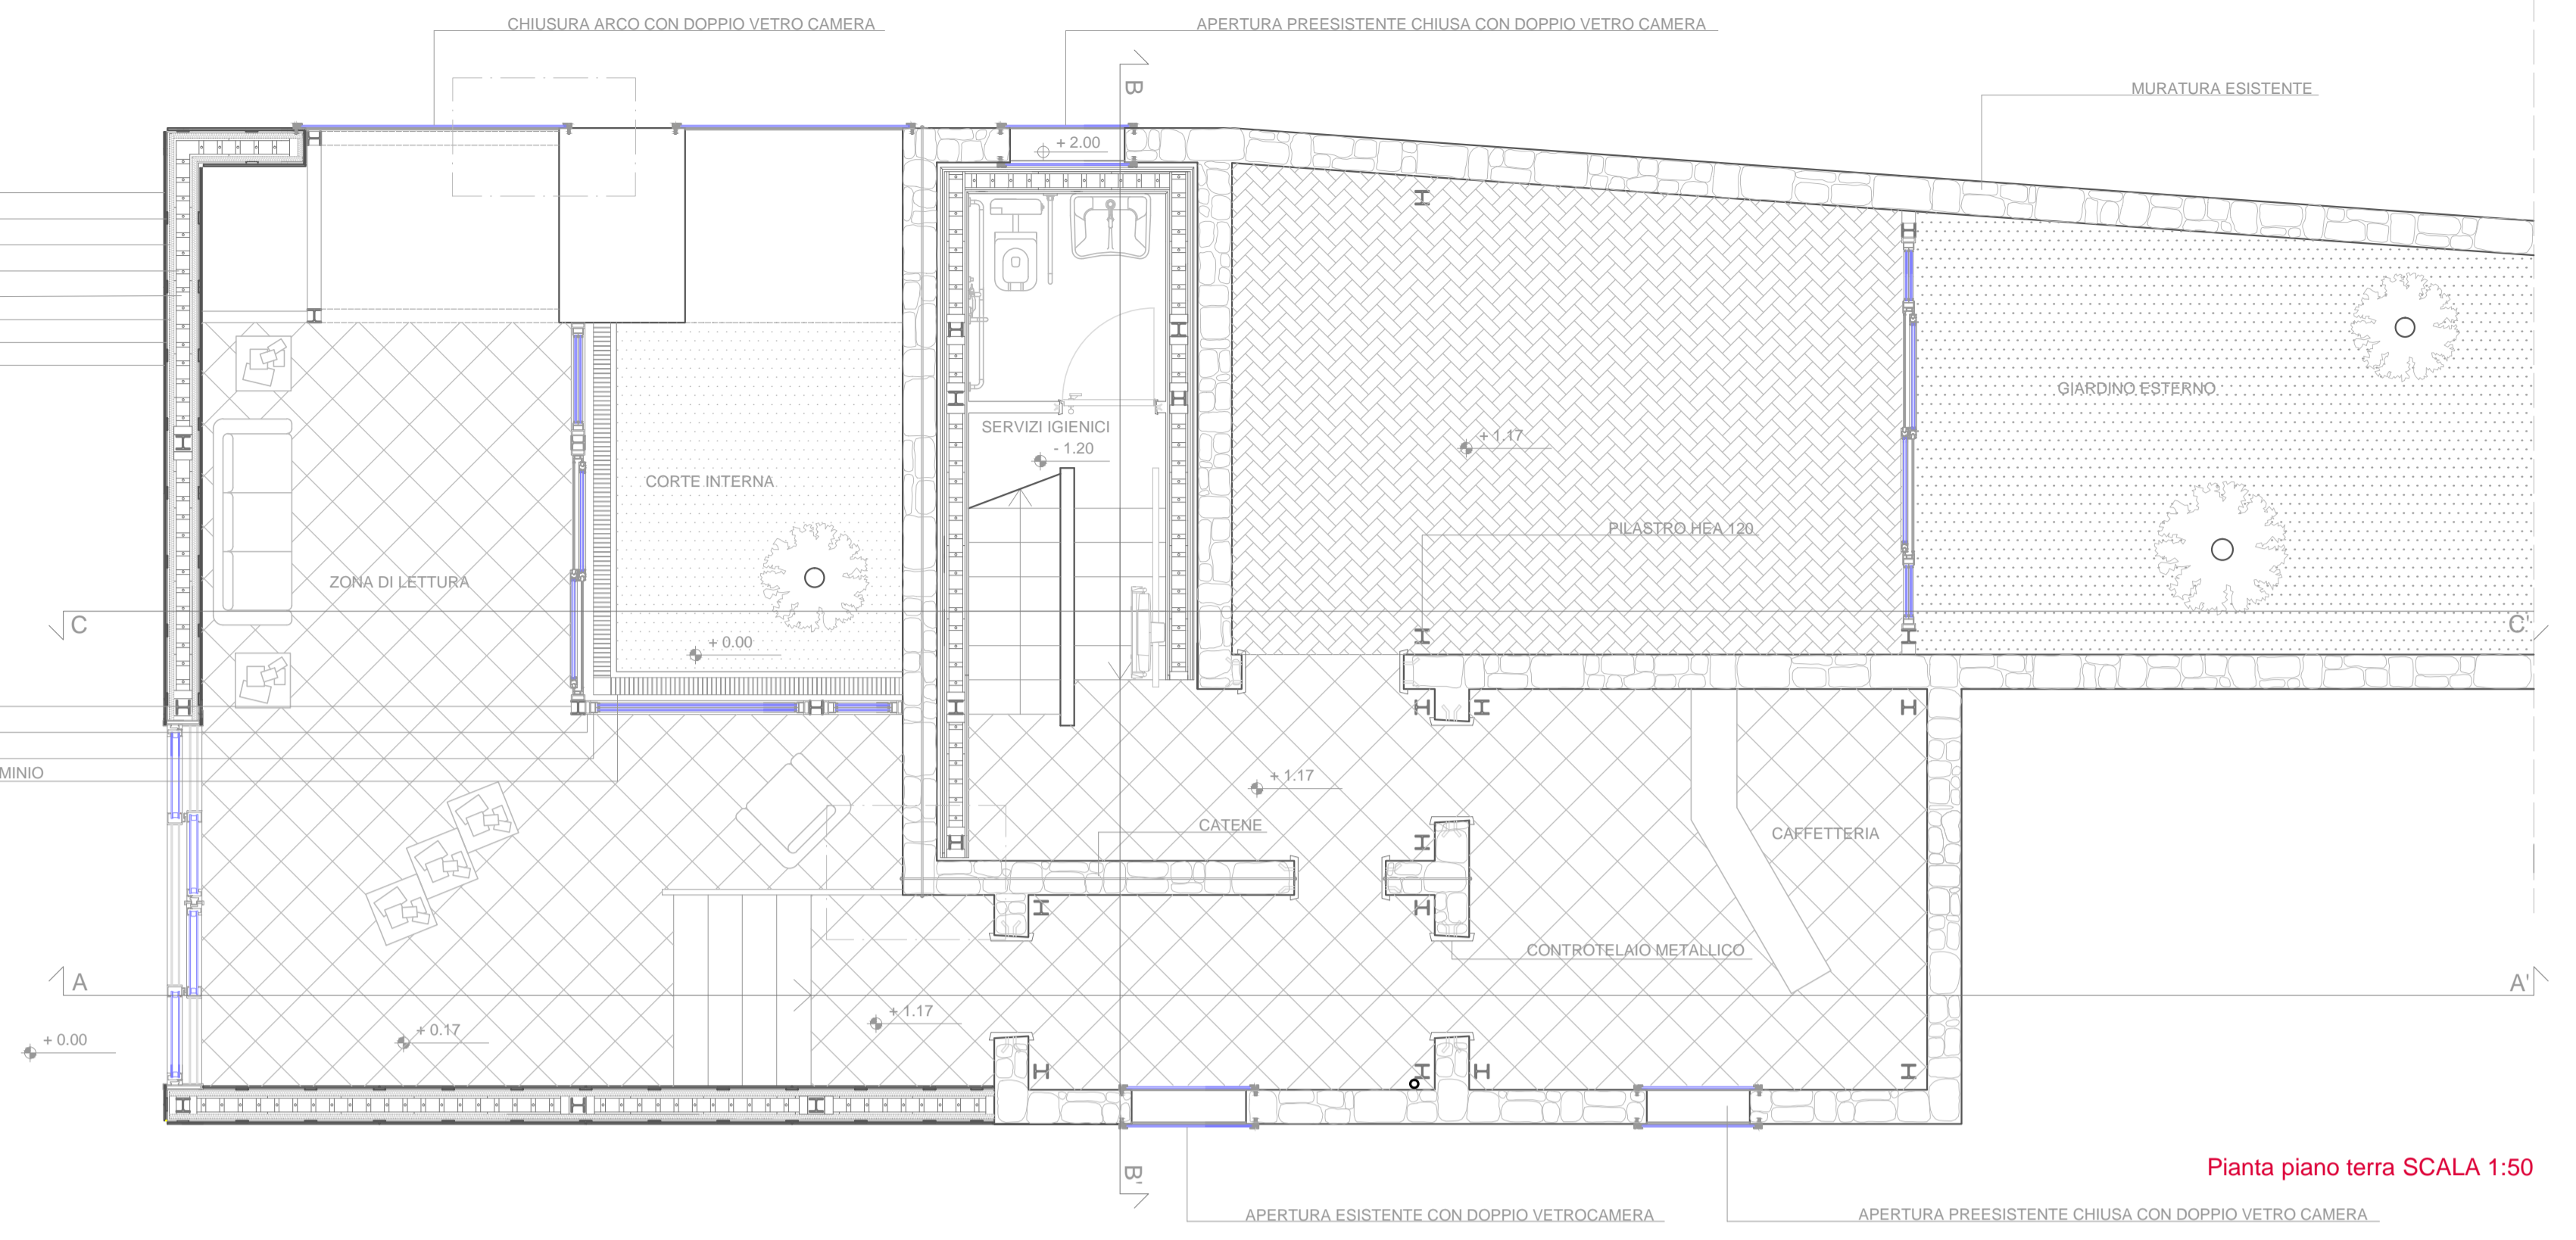 CHIUSURA ARCO CON DOPPIO VETRO CAMERA
APERTURA PREESISTENTE CHIUSA CON DOPPIO VETRO CAMERA
B
MURATURA ESISTENTE
+ 2.00
GIARDINO ESTERNO
SERVIZI IGIENICI
- 1.20
+ 1.17
CORTE INTERNA
PILASTRO HEA 120
ZONA DI LETTURA
C
C'
+ 0.00
MINIO
+ 1.17
CATENE
CAFFETTERIA
CONTROTELAIO METALLICO
A
A'
+ 1.17
+ 0.17
+ 0.00
B'
Pianta piano terra SCALA 1:50
APERTURA ESISTENTE CON DOPPIO VETROCAMERA
APERTURA PREESISTENTE CHIUSA CON DOPPIO VETRO CAMERA